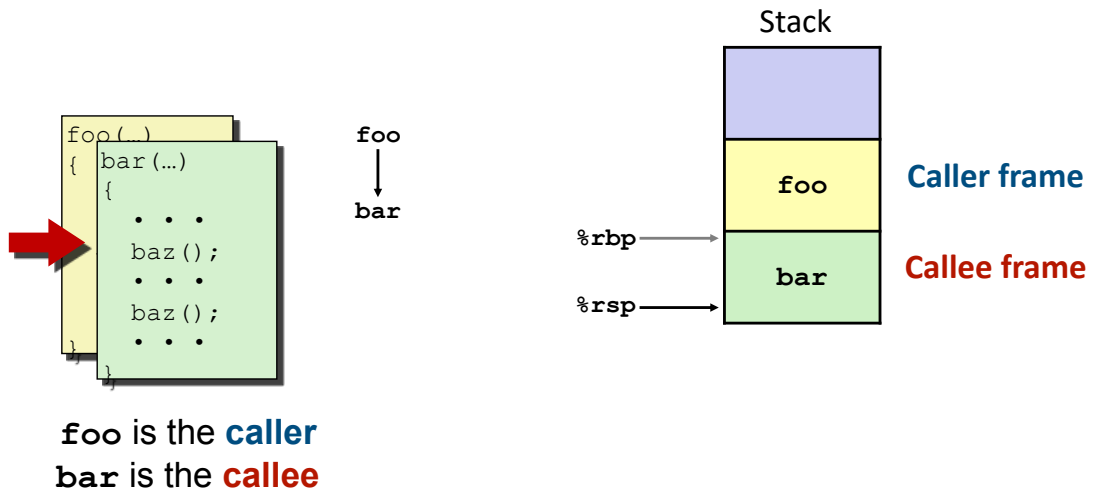 Stack
foo(…)
{
}
bar(…)
{
• • •
baz();
• • •
baz();
• • •
}
foo
bar
foo
Caller frame
%rbp
bar
Callee frame
%rsp
foo is the caller
bar is the callee